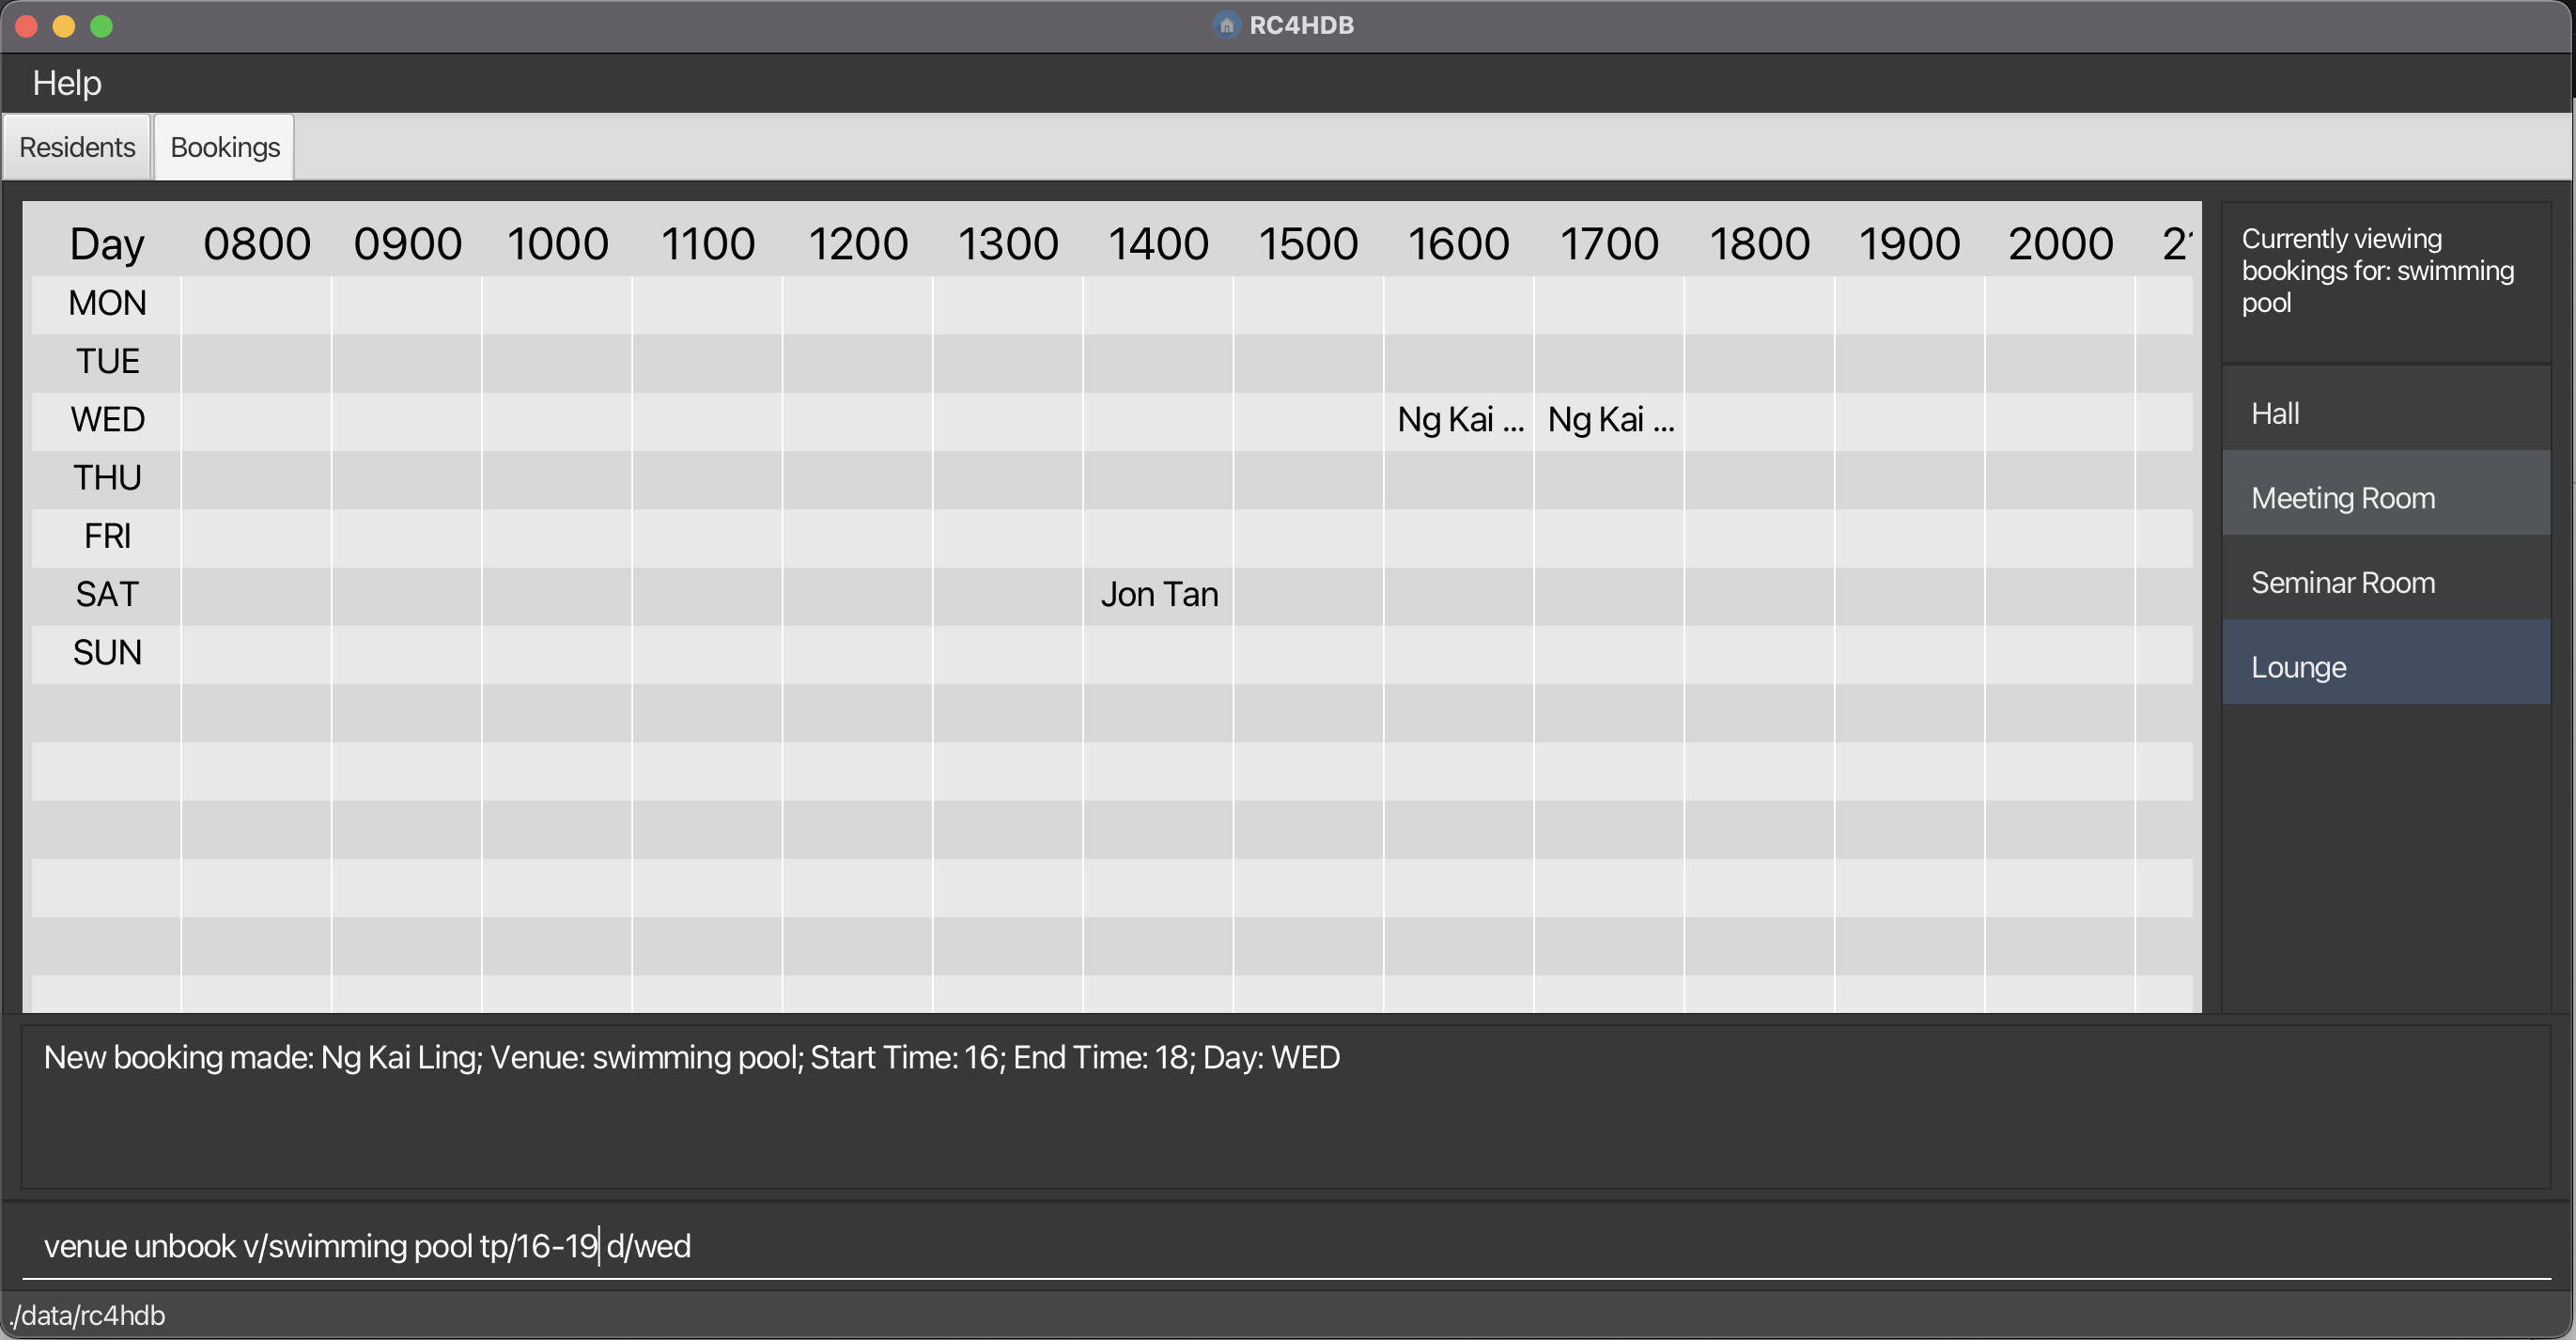 RC4HDB
Help
Residents Bookings
Day 0800 0900 1000 1100 1200 1300 1400 1500 1600 1700 1800 1900 2000
MON
TUE
WED Ng Kai ... Ng Kai ...
THU
FRI
SAT Jon Tan
SUN
Currently viewing
bookings for: swimming
pool
Hall
Meeting Room
Seminar Room
Lounge
New booking made: Ng Kai Ling; Venue: swimming pool; Start Time: 16; End Time: 18; Day: WED
venue unbook v/swimming pool tp/16-19 d/wed
./data/rc4hdb